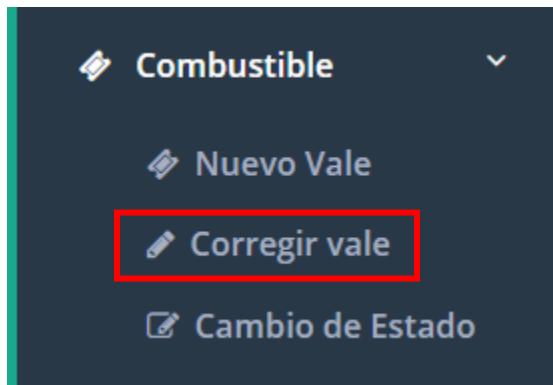 Combustible
Nuevo Vale
Corregir vale
Cambio de Estado